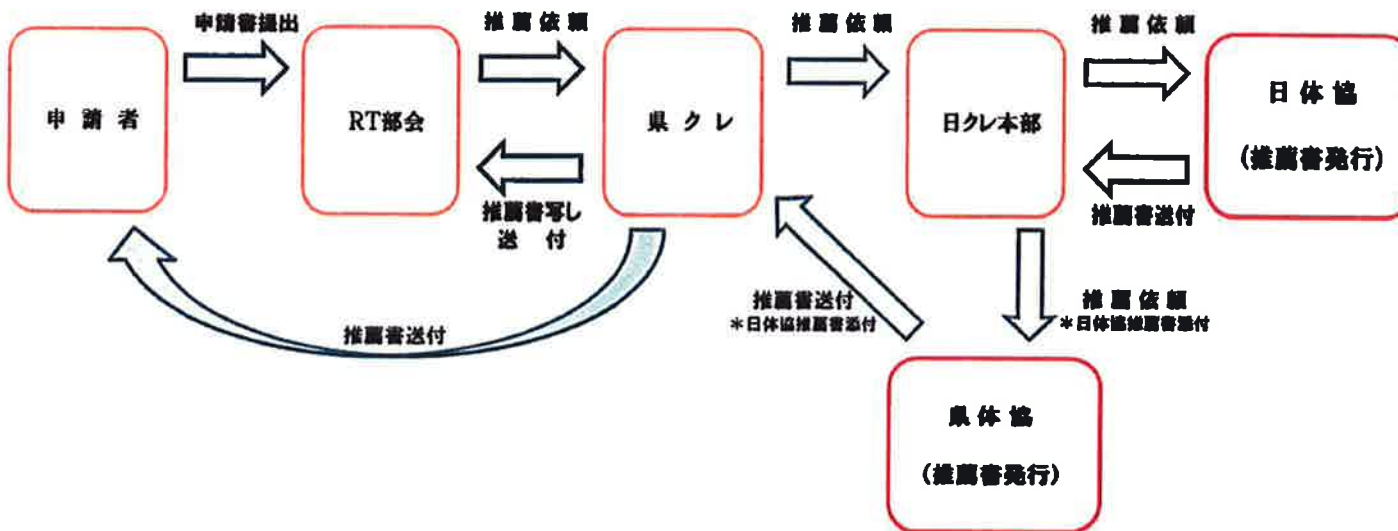 申請書提出
推薦依頼
推薦依頼
推薦依頼
申請者
RT部会
県クレ
日クレ本部
日体協
(推薦書発行)
推薦書写し
送付
推薦書送付
推薦書送付
推薦書送付
＊日体協推薦書添付
推薦依頼
＊日体協推薦書添付
県体協
(推薦書発行)